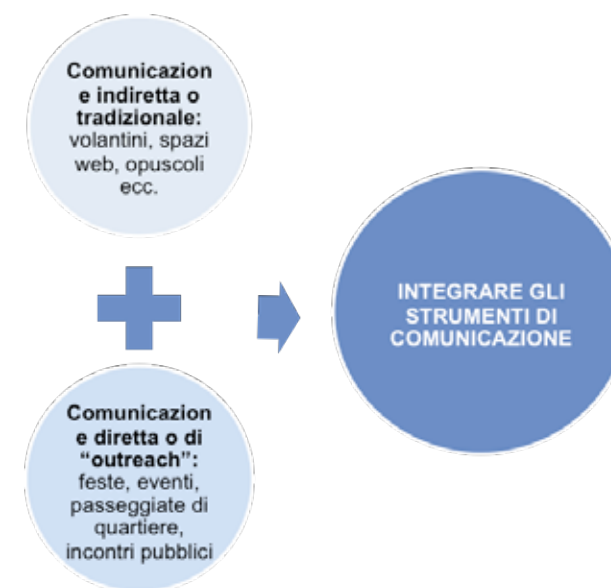 Comunicazion
e indiretta o
tradizionale:
volantini, spazi
web, opuscoli
ecc.
INTEGRARE GLI
STRUMENTI DI
COMUNICAZIONE
Comunicazion
e diretta o di
“outreach”:
feste, eventi,
passeggiate di
quartiere,
incontri pubblici